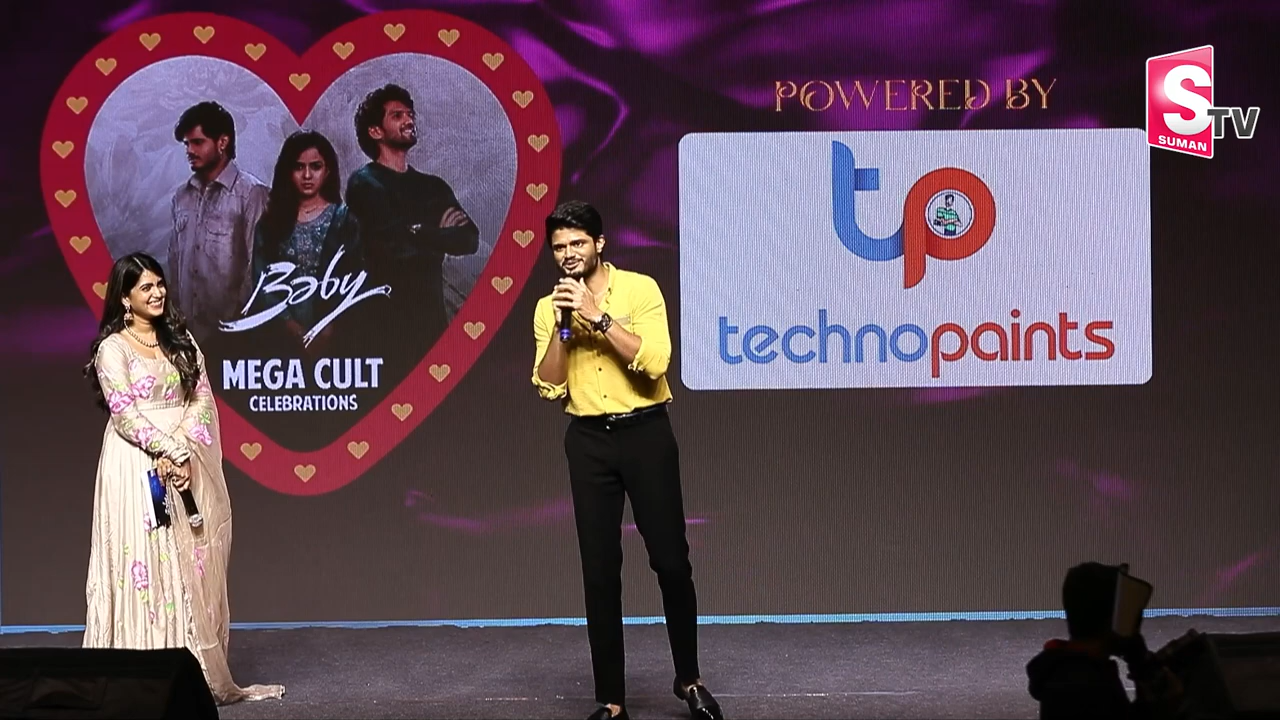 POWERED BY
S
TV
SUMAN
tp
technopaints
Baby
MEGA CULT
CELEBRATIONS